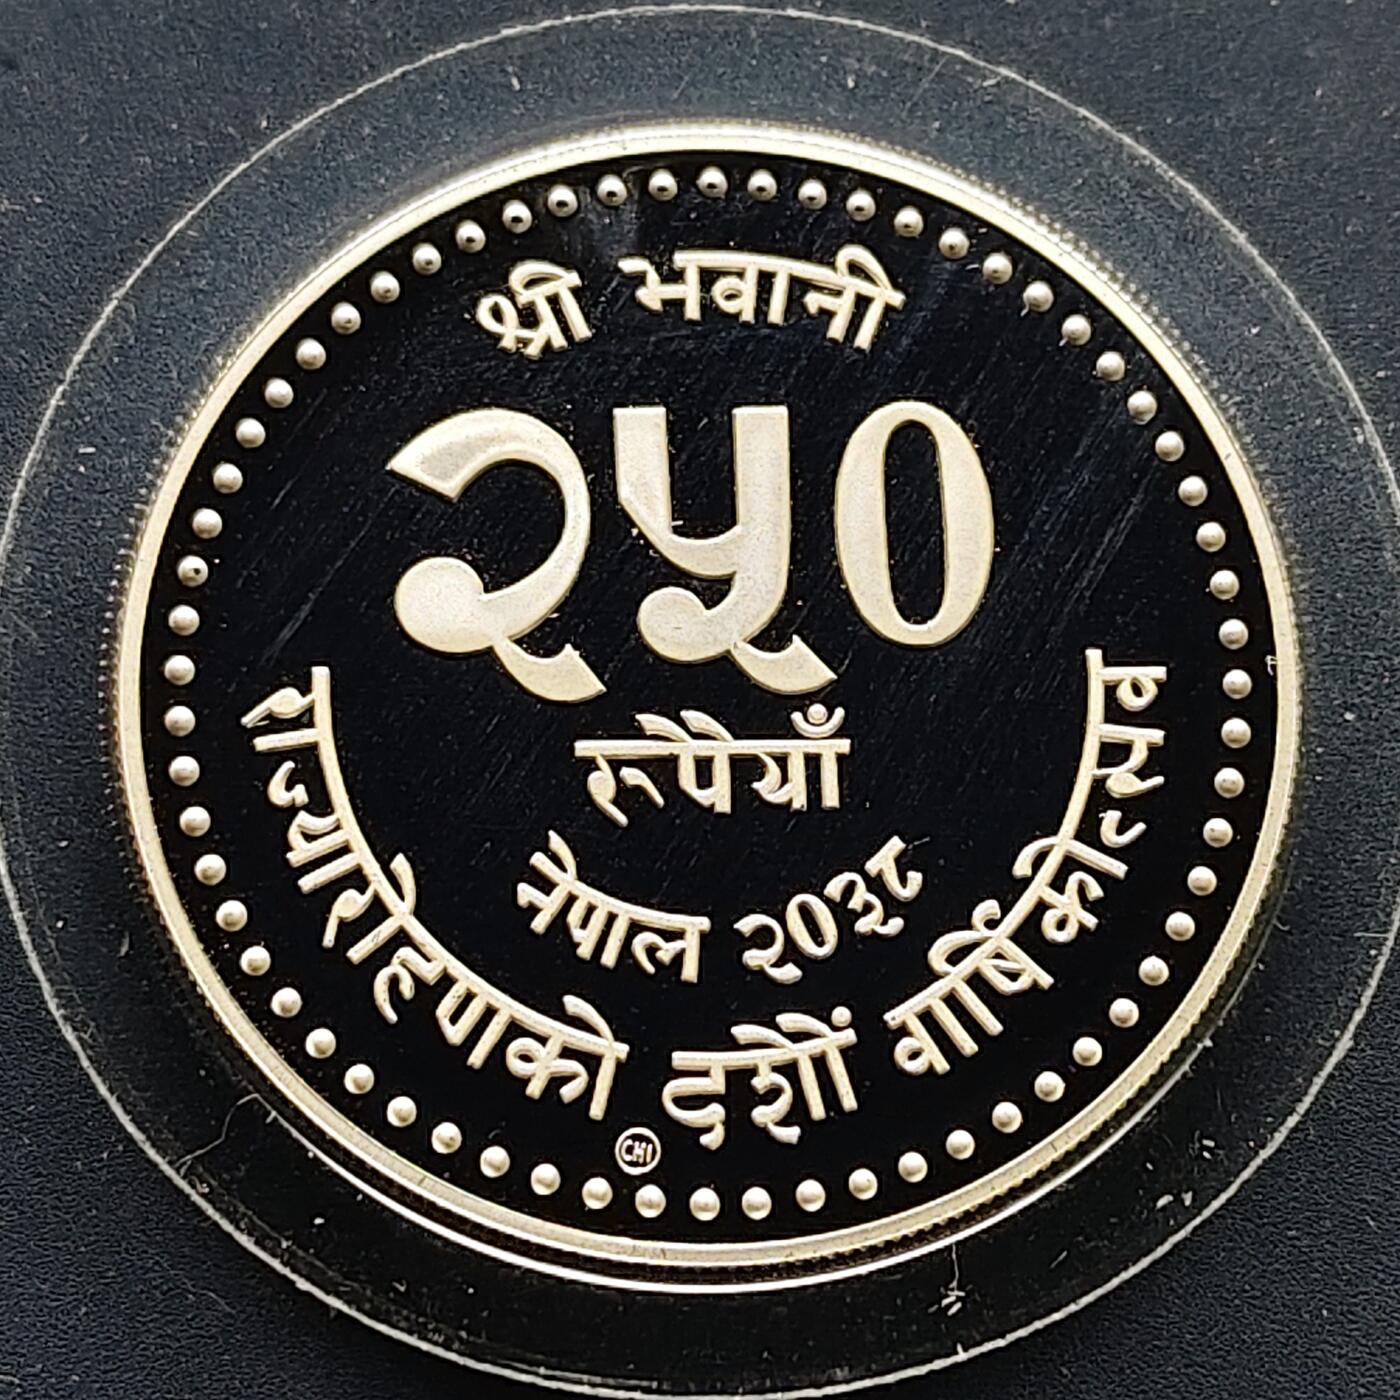 श्री भवानी
२५०
रूपैयाँ
नेपाल २०३८
राज्यारोहणको दशौं वार्षिकोत्सव
CHI